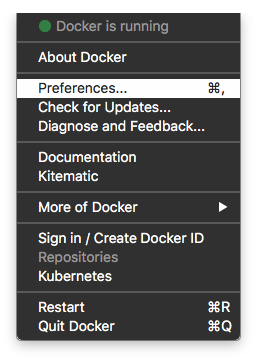 Docker is running
About Docker
Preferences... ⌘,
Check for Updates...
Diagnose and Feedback...
Documentation
Kitematic
More of Docker ▶
Sign in / Create Docker ID
Repositories
Kubernetes
Restart ⌘R
Quit Docker ⌘Q